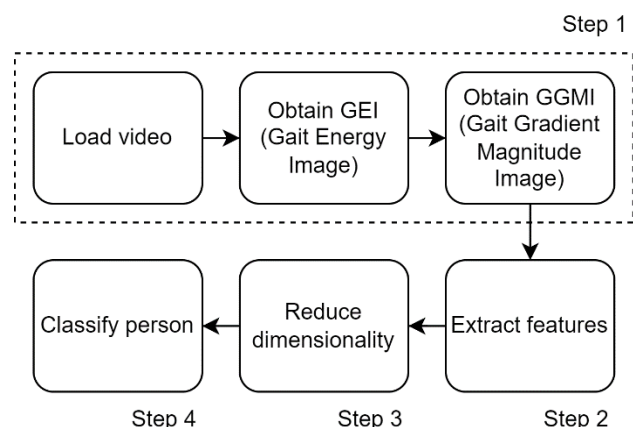 Step 1
Load video
Obtain GEI
(Gait Energy
Image)
Obtain GGMI
(Gait Gradient
Magnitude
Image)
Classify person
Reduce
dimensionality
Extract features
Step 4
Step 3
Step 2